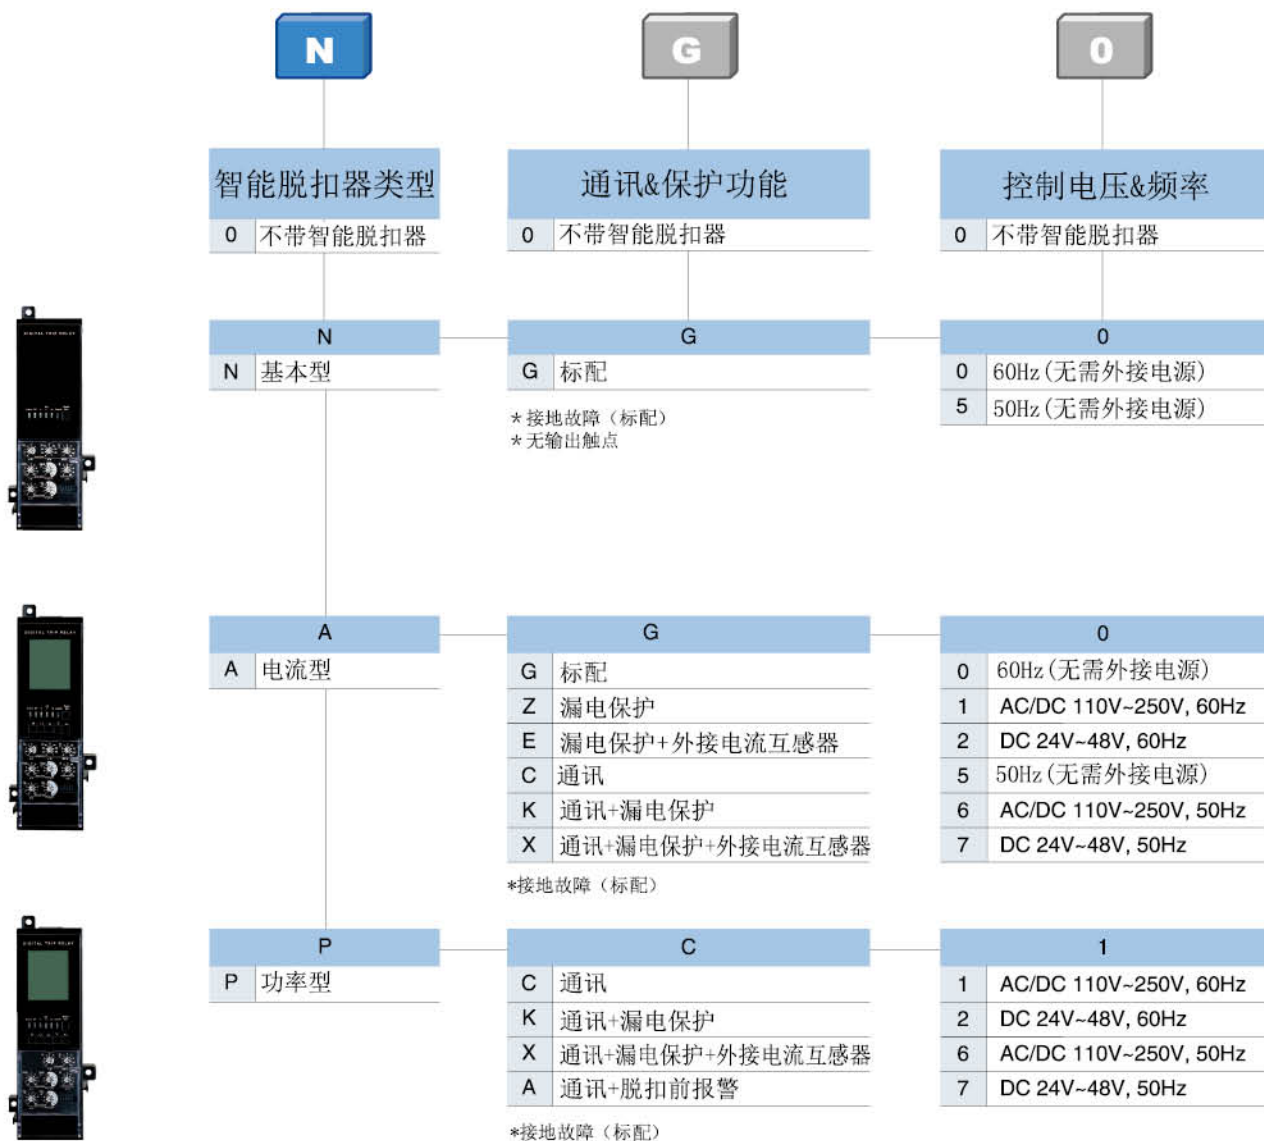 N G 0
智能脱扣器类型 通讯&保护功能 控制电压&频率
0 不带智能脱扣器 0 不带智能脱扣器 0 不带智能脱扣器
DIGITAL TRIP RELAY
N G 0
N 基本型 G 标配 0 60Hz(无需外接电源)
5 50Hz(无需外接电源)
*接地故障（标配）
*无输出触点
DIGITAL TRIP RELAY
A G 0
A 电流型 G 标配 0 60Hz(无需外接电源)
Z 漏电保护 1 AC/DC 110V~250V, 60Hz
E 漏电保护+外接电流互感器 2 DC 24V~48V, 60Hz
C 通讯 5 50Hz(无需外接电源)
K 通讯+漏电保护 6 AC/DC 110V~250V, 50Hz
X 通讯+漏电保护+外接电流互感器 7 DC 24V~48V, 50Hz
*接地故障（标配）
DIGITAL TRIP RELAY
P C 1
P 功率型 C 通讯 1 AC/DC 110V~250V, 60Hz
K 通讯+漏电保护 2 DC 24V~48V, 60Hz
X 通讯+漏电保护+外接电流互感器 6 AC/DC 110V~250V, 50Hz
A 通讯+脱扣前报警 7 DC 24V~48V, 50Hz
*接地故障（标配）